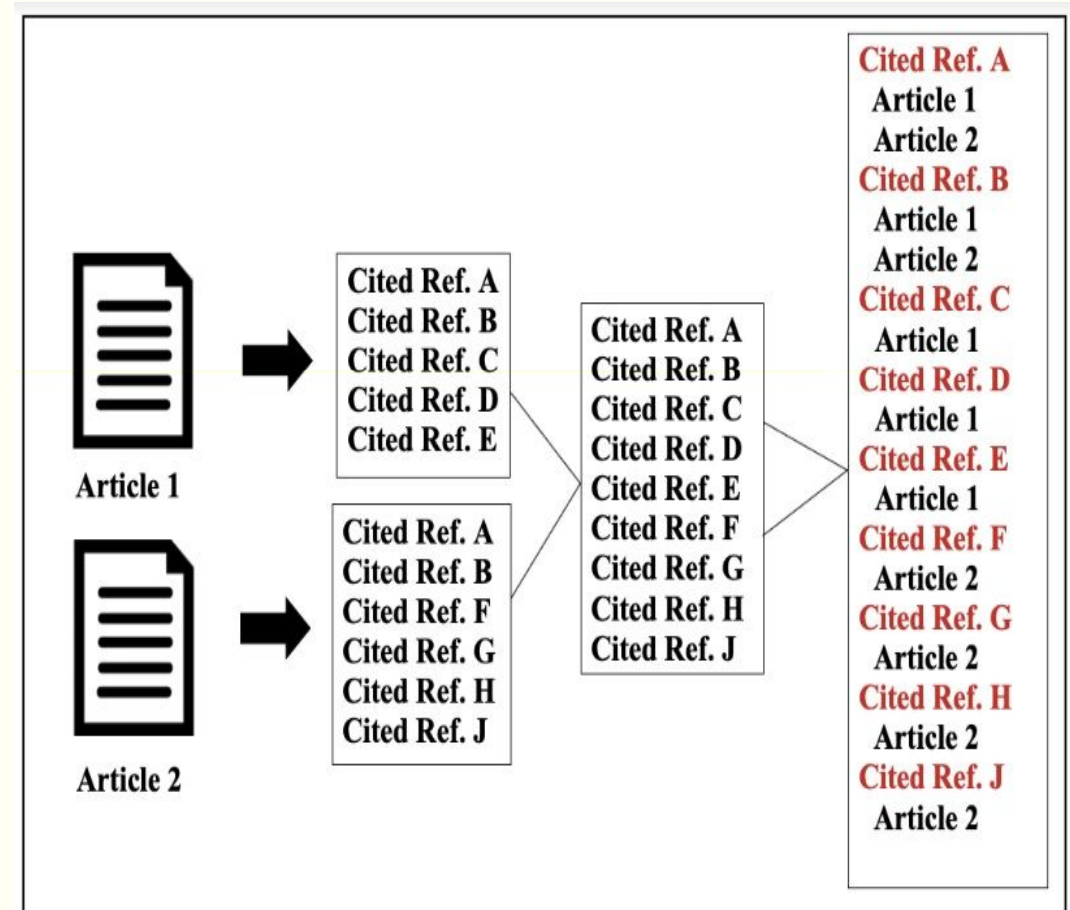 Article 1
Cited Ref. A
Cited Ref. B
Cited Ref. C
Cited Ref. D
Cited Ref. E
Article 2
Cited Ref. A
Cited Ref. B
Cited Ref. F
Cited Ref. G
Cited Ref. H
Cited Ref. J
Cited Ref. A
Cited Ref. B
Cited Ref. C
Cited Ref. D
Cited Ref. E
Cited Ref. F
Cited Ref. G
Cited Ref. H
Cited Ref. J
Cited Ref. A
Article 1
Article 2
Cited Ref. B
Article 1
Article 2
Cited Ref. C
Article 1
Cited Ref. D
Article 1
Cited Ref. E
Article 1
Cited Ref. F
Article 2
Cited Ref. G
Article 2
Cited Ref. H
Article 2
Cited Ref. J
Article 2